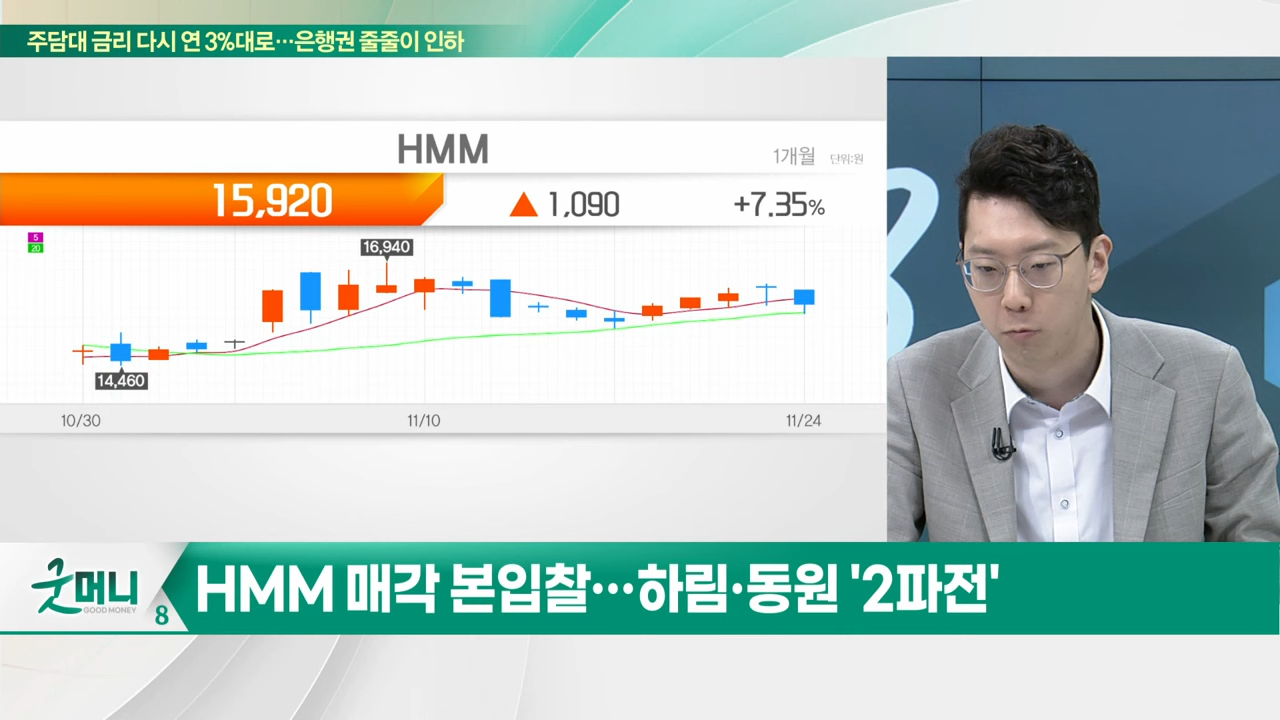 주담대 금리 다시 연 3%대로…은행권 줄줄이 인하
HMM
1개월 단위:원
15,920 ▲ 1,090 +7.35%
5
20
16,940
14,460
10/30 11/10 11/24
굿머니
GOOD MONEY
8
HHM 매각 본입찰…하림·동원 '2파전'